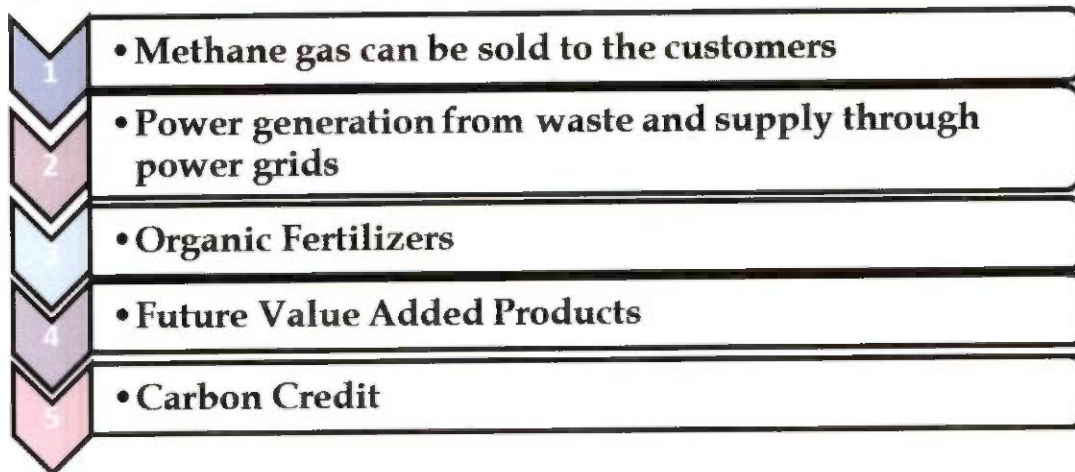 1
• Methane gas can be sold to the customers
2
• Power generation from waste and supply through
power grids
3
• Organic Fertilizers
4
• Future Value Added Products
5
• Carbon Credit